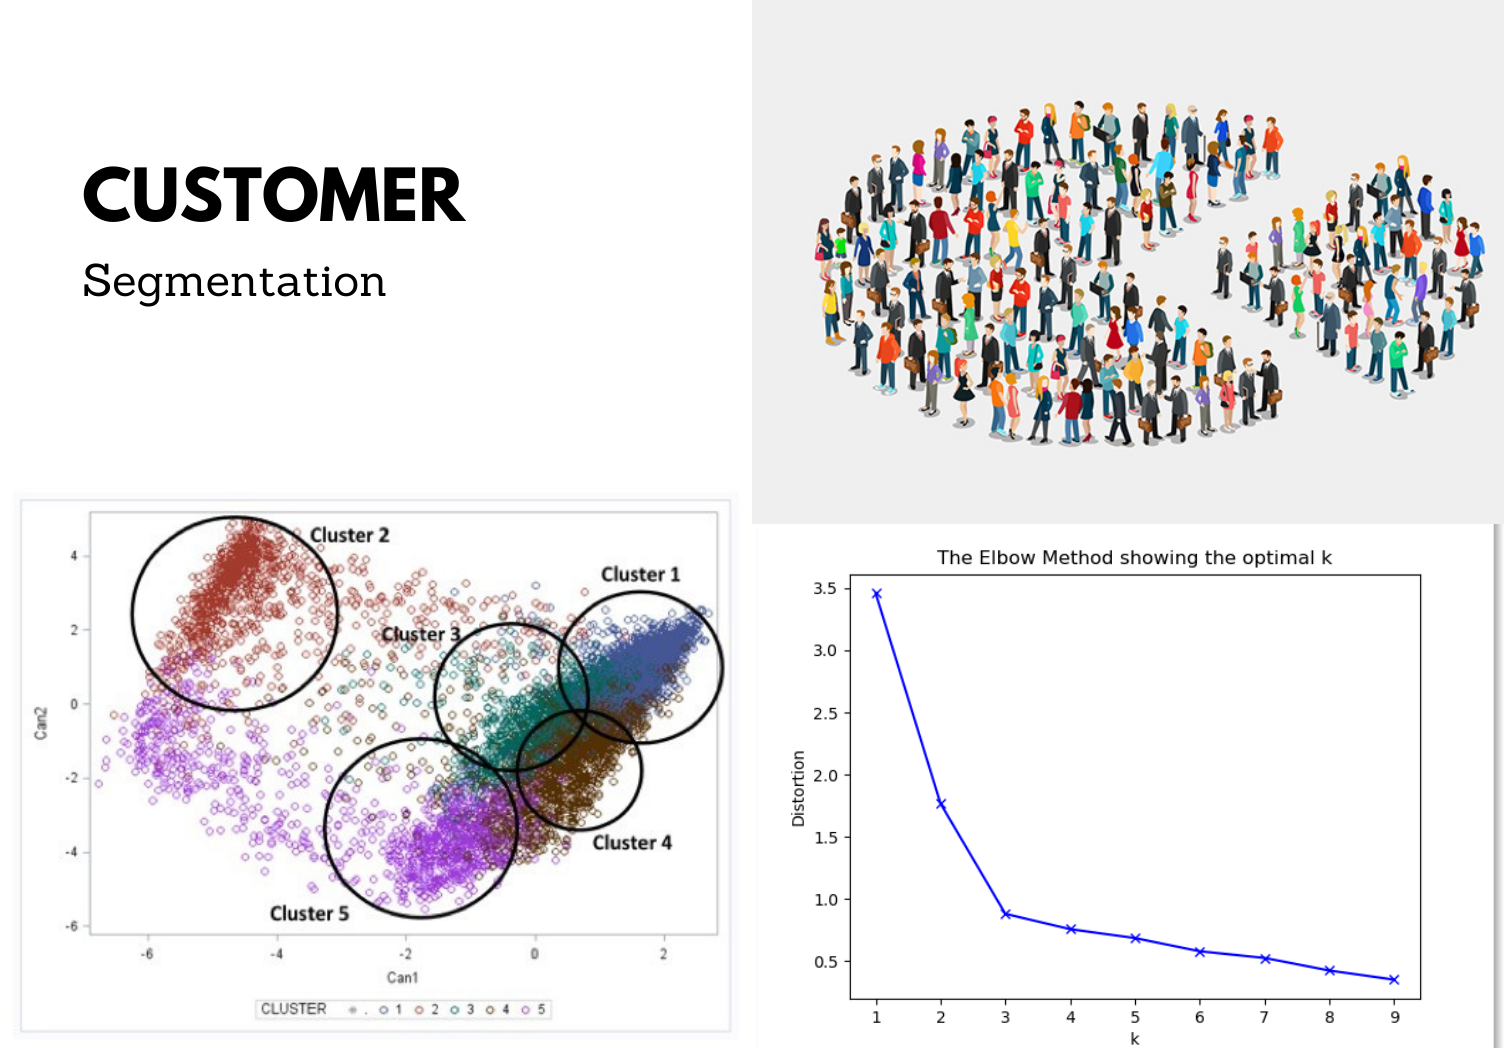 CUSTOMER
Segmentation
Cluster 2
Cluster 1
Cluster 3
Cluster 4
Cluster 5
4
2
0
-2
-4
-6
Can2
-6 -4 -2 0 2
Can1
CLUSTER . 1 2 3 4 5
The Elbow Method showing the optimal k
3.5
3.0
2.5
2.0
1.5
1.0
0.5
Distortion
1 2 3 4 5 6 7 8 9
k